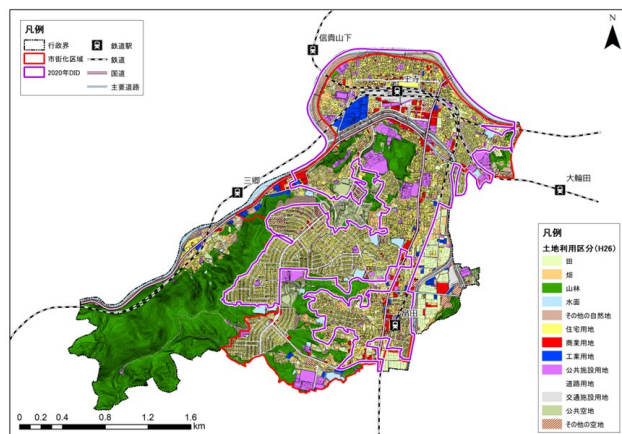 凡例
行政界
鉄道駅
市街化区域
鉄道
2020年DID
国道
主要道路
N
信貴山下
王寺
三郷
大輪田
畠田
凡例
土地利用区分(H26)
田
畑
山林
水面
その他の自然地
住宅用地
商業用地
工業用地
公共施設用地
道路用地
交通施設用地
公共空地
その他の空地
0 0.2 0.4 0.8 1.2 1.6
km